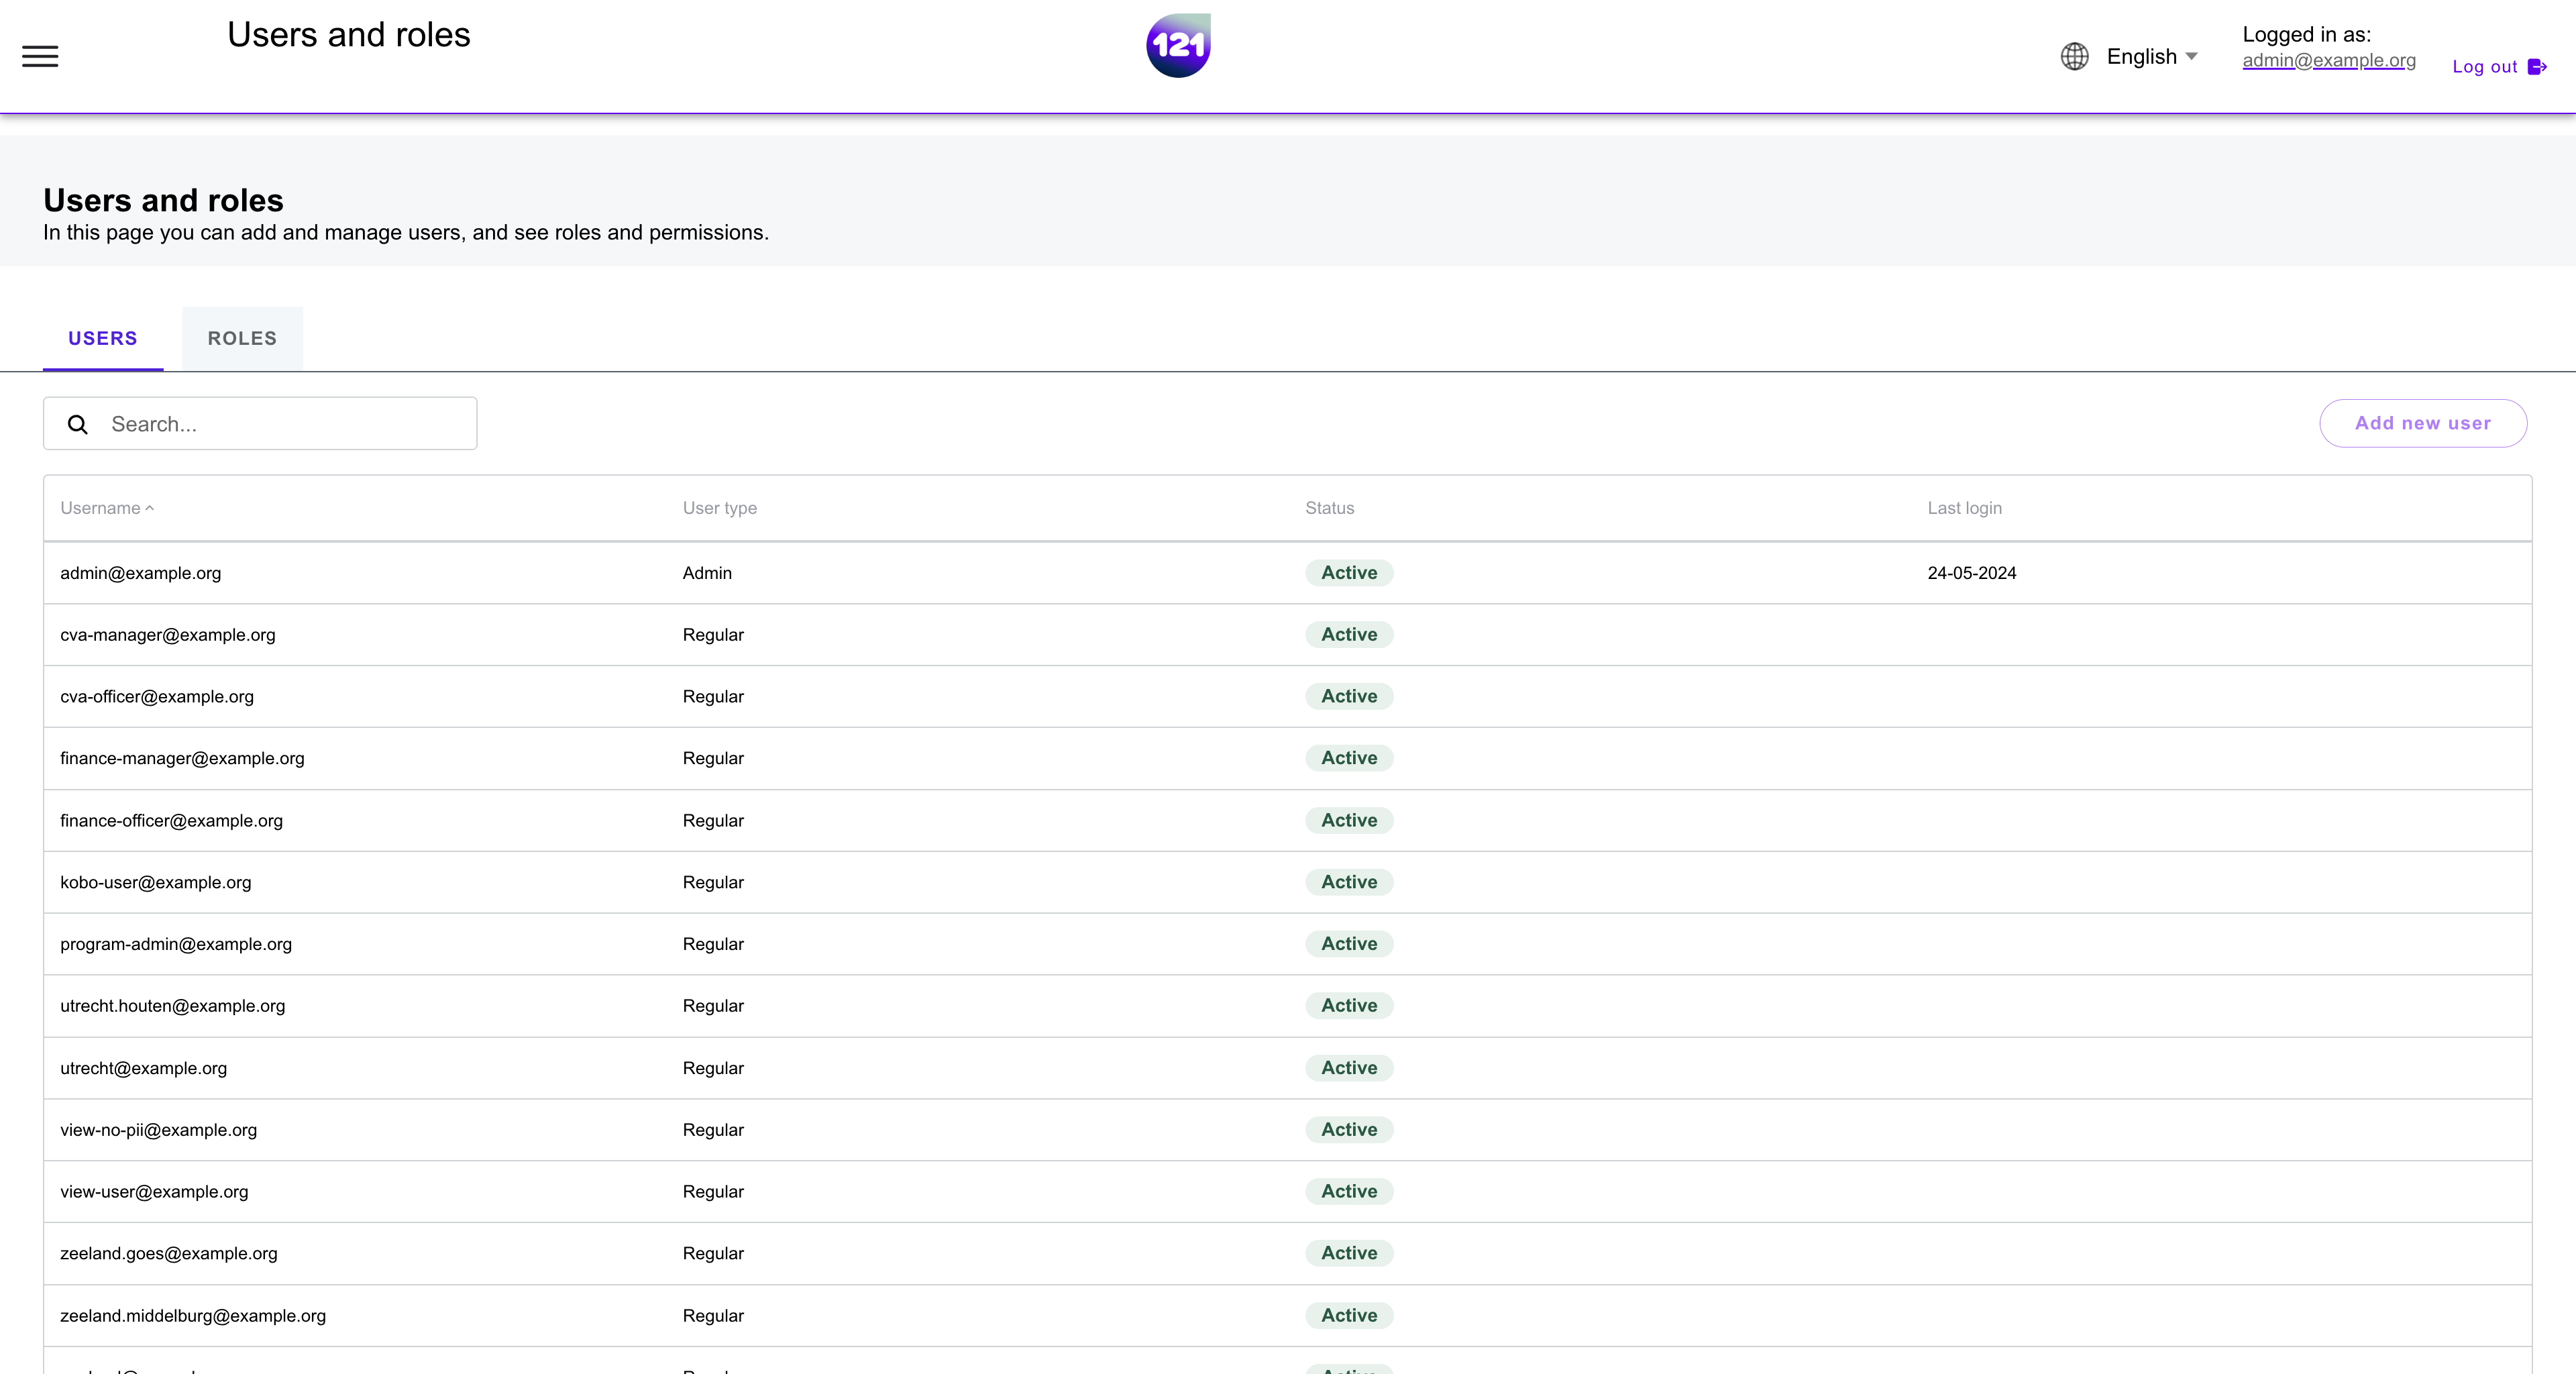 Users and roles
121
English
Logged in as:
admin@example.org
Log out
Users and roles
In this page you can add and manage users, and see roles and permissions.
USERS ROLES
Search...
Add new user
Username User type Status Last login
admin@example.org Admin Active 24-05-2024
cva-manager@example.org Regular Active
cva-officer@example.org Regular Active
finance-manager@example.org Regular Active
finance-officer@example.org Regular Active
kobo-user@example.org Regular Active
program-admin@example.org Regular Active
utrecht.houten@example.org Regular Active
utrecht@example.org Regular Active
view-no-pii@example.org Regular Active
view-user@example.org Regular Active
zeeland.goes@example.org Regular Active
zeeland.middelburg@example.org Regular Active